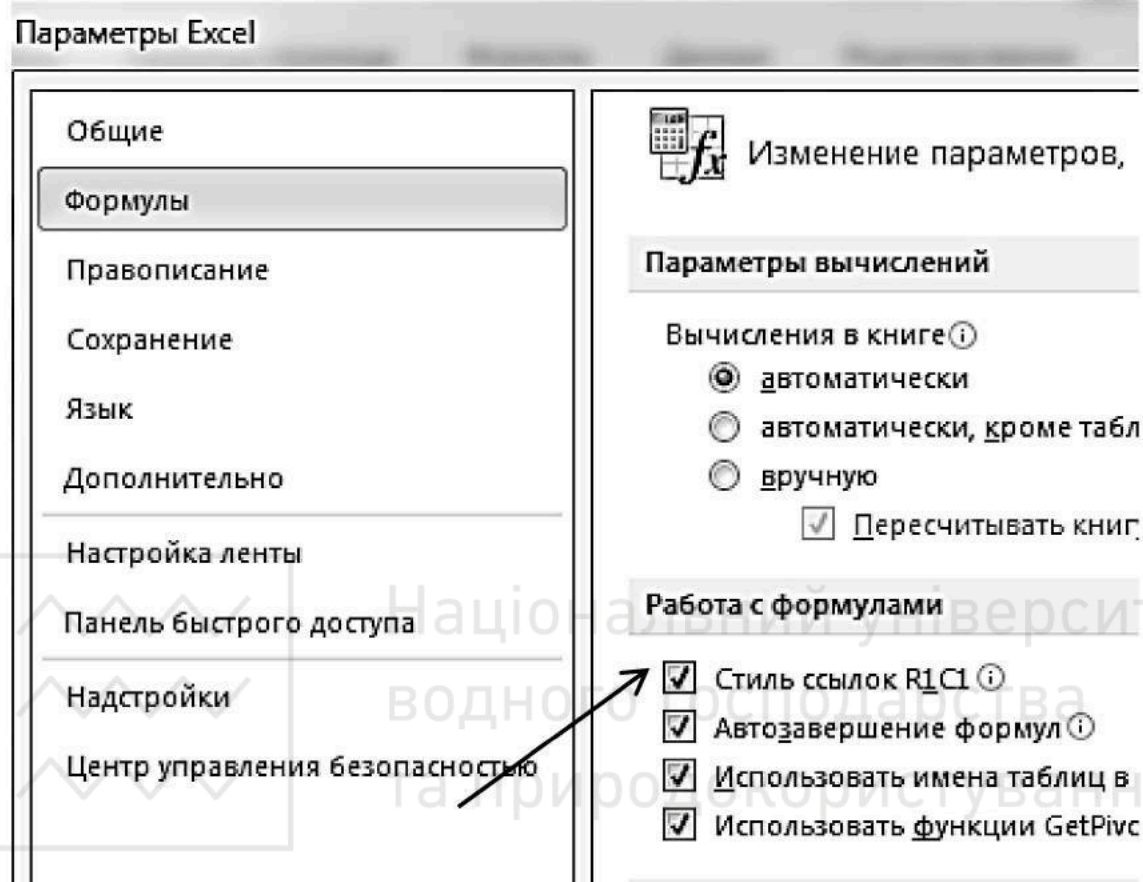 Параметры Excel
Общие
Формулы
Правописание
Сохранение
Язык
Дополнительно
Настройка ленты
Панель быстрого доступа
Надстройки
Центр управления безопасностью
Изменение параметров,
Параметры вычислений
Вычисления в книге
автоматически
автоматически, кроме табл
вручную
Пересчитывать книг
Работа с формулами
Стиль ссылок R1C1
Автозавершение формул
Использовать имена таблиц в
Использовать функции GetPivo
Національний університ
водного господарства
та природокористуванн